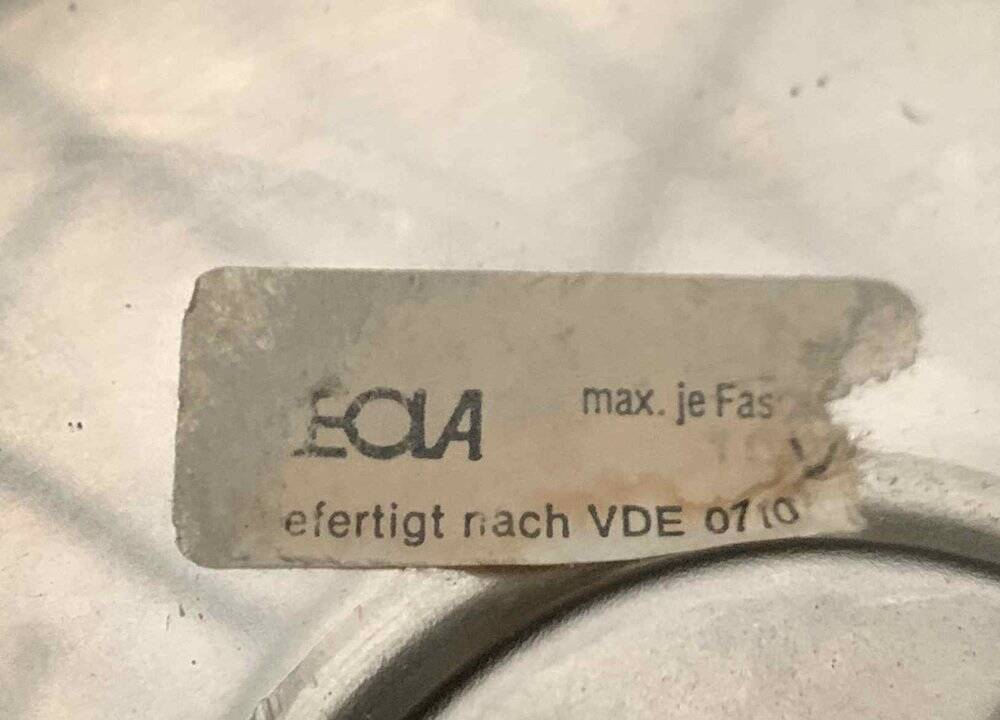 EOLA
max. je Fas
efertigt nach VDE 0710